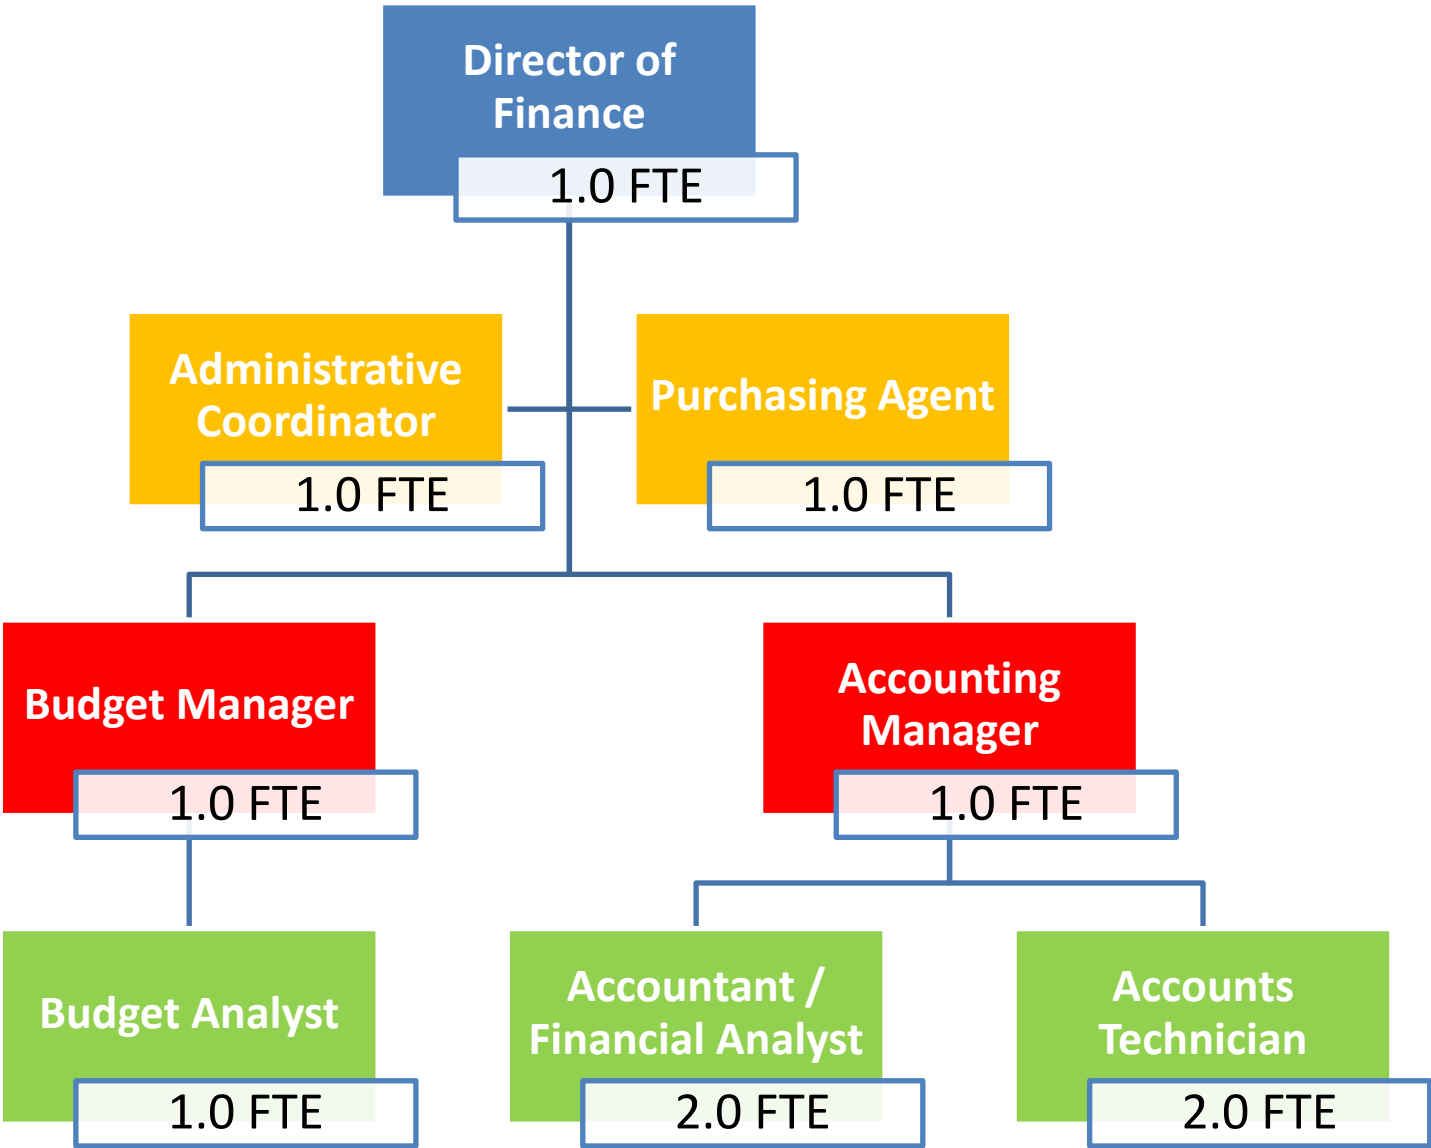 Director of
Finance
1.0 FTE
Administrative
Coordinator
1.0 FTE
Purchasing Agent
1.0 FTE
Budget Manager
1.0 FTE
Accounting
Manager
1.0 FTE
Budget Analyst
1.0 FTE
Accountant /
Financial Analyst
2.0 FTE
Accounts
Technician
2.0 FTE